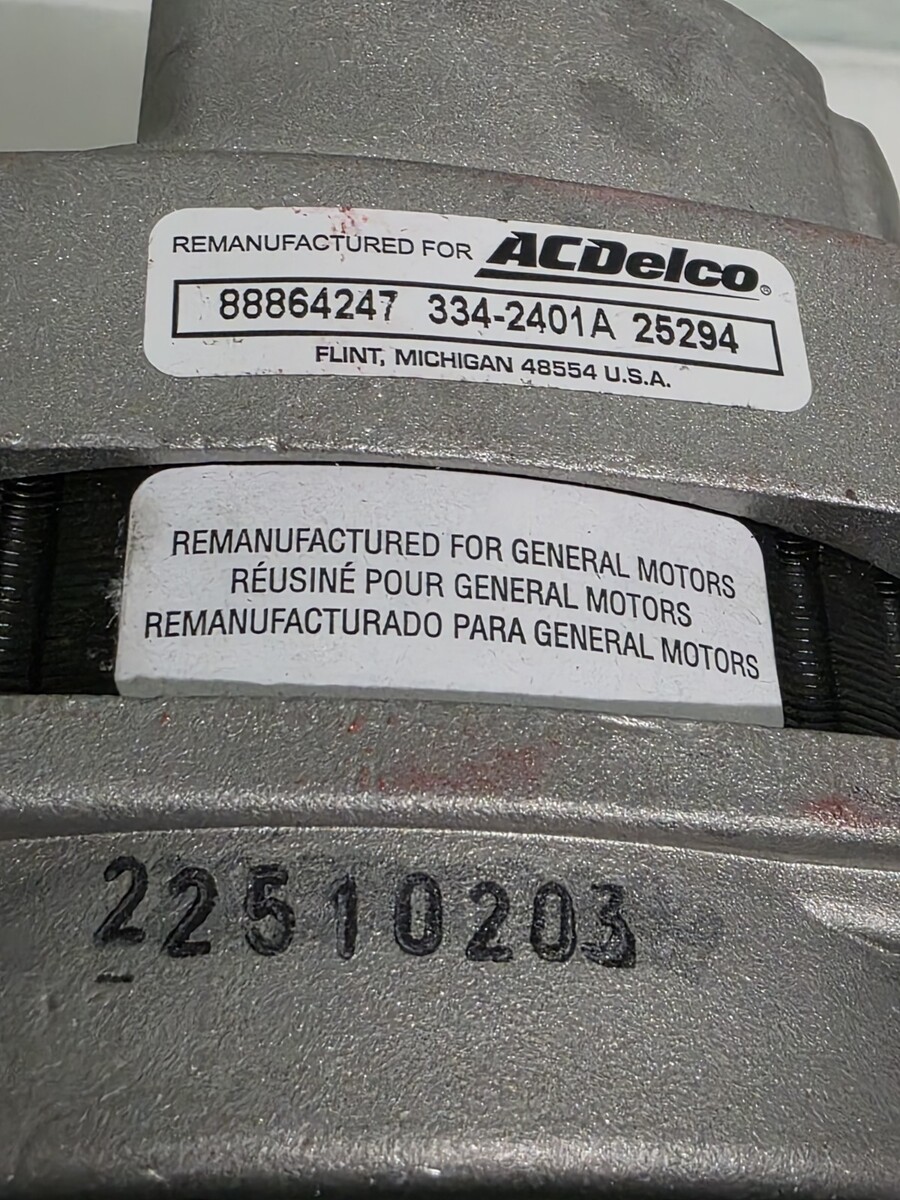 REMANUFACTURED FOR ACDelco®
88864247 334-2401A 25294
FLINT, MICHIGAN 48554 U.S.A.
REMANUFACTURED FOR GENERAL MOTORS
RÉUSINÉ POUR GENERAL MOTORS
REMANUFACTURADO PARA GENERAL MOTORS
22510203